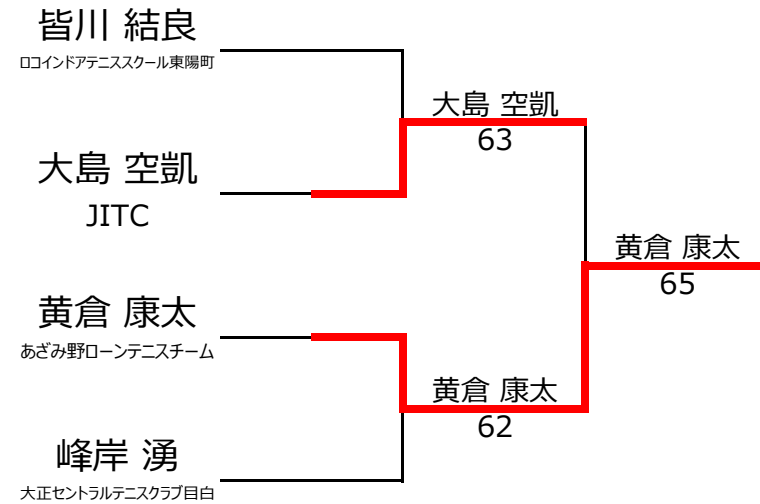 皆川 結良
ロコインドアテニススクール東陽町
大島 空凱
63
大島 空凱
JITC
黄倉 康太
65
黄倉 康太
あざみ野ローンテニスチーム
黄倉 康太
62
峰岸 湧
大正セントラルテニスクラブ目白